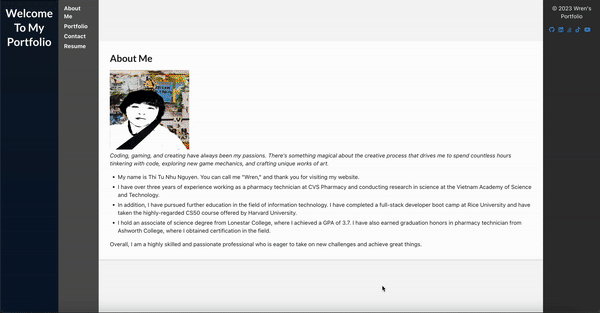 Welcome
To My
Portfolio
About
Me
Portfolio
Contact
Resume
About Me
Coding, gaming, and creating have always been my passions. There's something magical about the creative process that drives me to spend countless hours
tinkering with code, exploring new game mechanics, and crafting unique works of art.
• My name is Thi Tu Nhu Nguyen. You can call me "Wren," and thank you for visiting my website.
• I have over three years of experience working as a pharmacy technician at CVS Pharmacy and conducting research in science at the Vietnam Academy of Science
and Technology.
• In addition, I have pursued further education in the field of information technology. I have completed a full-stack developer boot camp at Rice University and have
taken the highly-regarded CS50 course offered by Harvard University.
• I hold an associate of science degree from Lonestar College, where I achieved a GPA of 3.7. I have also earned graduation honors in pharmacy technician from
Ashworth College, where I obtained certification in the field.
Overall, I am a highly skilled and passionate professional who is eager to take on new challenges and achieve great things.
© 2023 Wren's
Portfolio